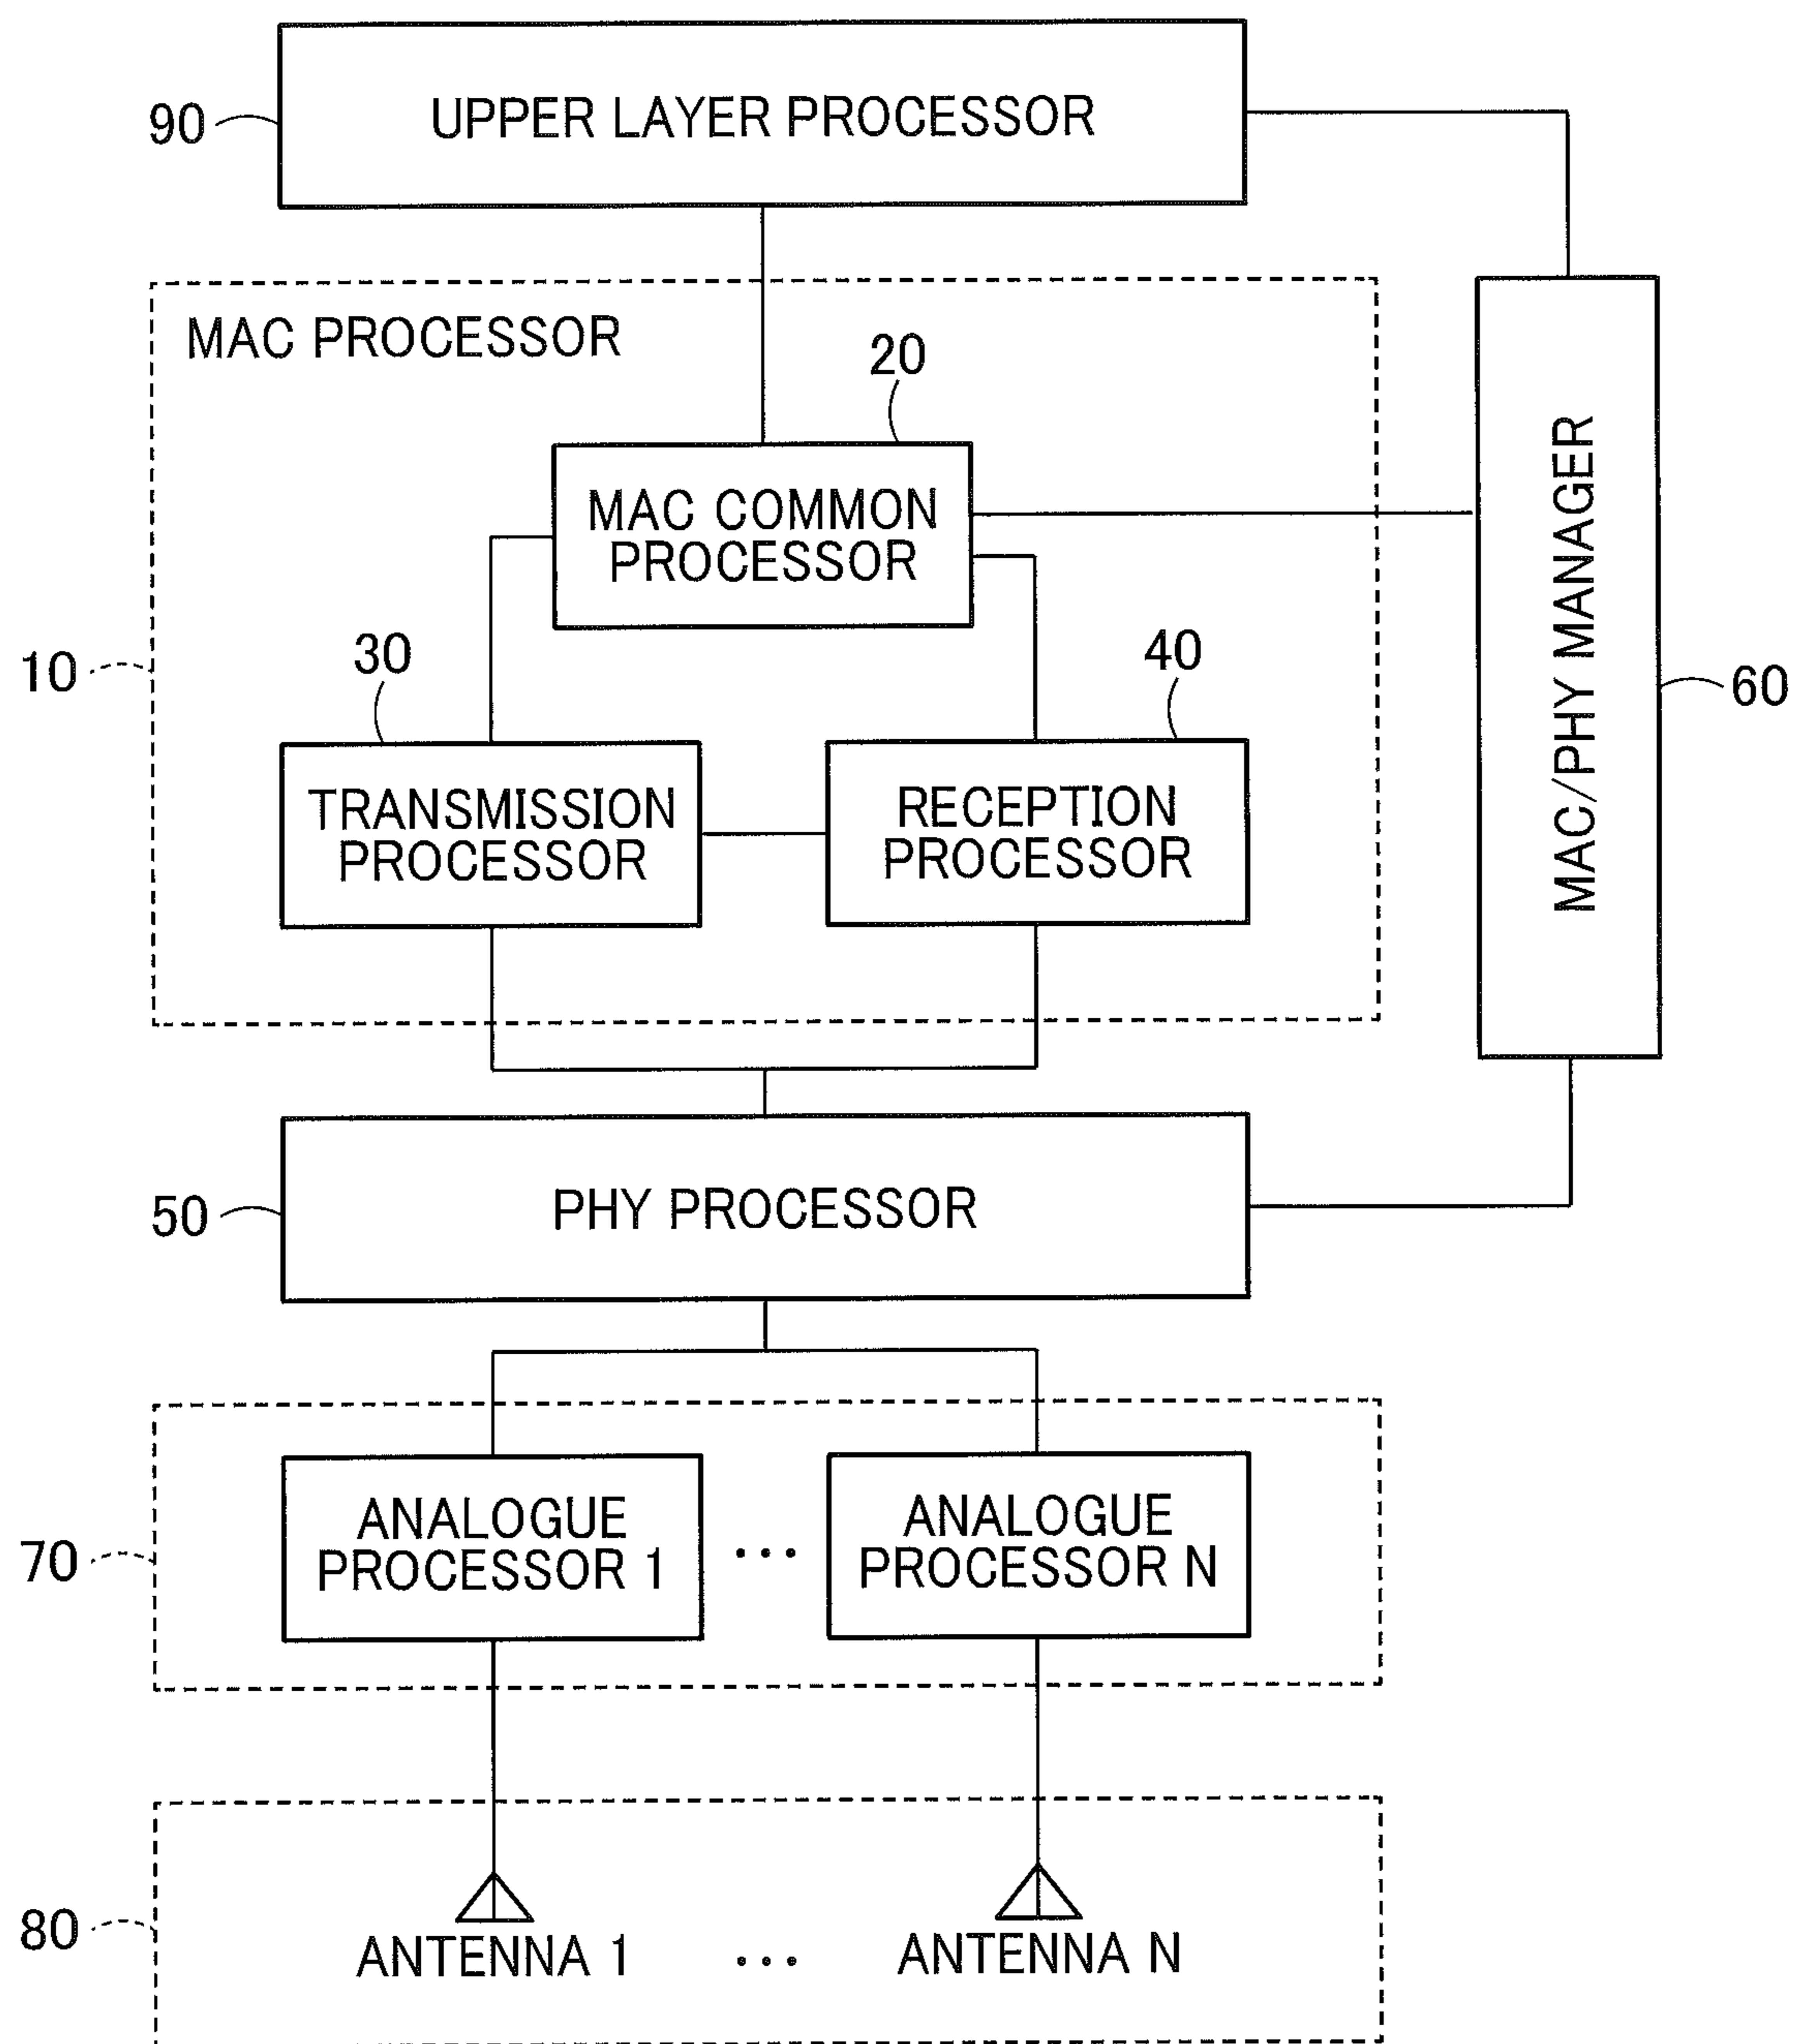 UPPER LAYER PROCESSOR
90
MAC PROCESSOR
20
MAC COMMON
PROCESSOR
10
30
40
TRANSMISSION
PROCESSOR
RECEPTION
PROCESSOR
MAC/PHY MANAGER
60
PHY PROCESSOR
50
ANALOGUE
PROCESSOR 1
...
ANALOGUE
PROCESSOR N
70
80
ANTENNA 1
...
ANTENNA N